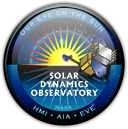 OUR EYE ON THE SUN
SOLAR
DYNAMICS
OBSERVATORY
NASA
HMI • AIA • EVE